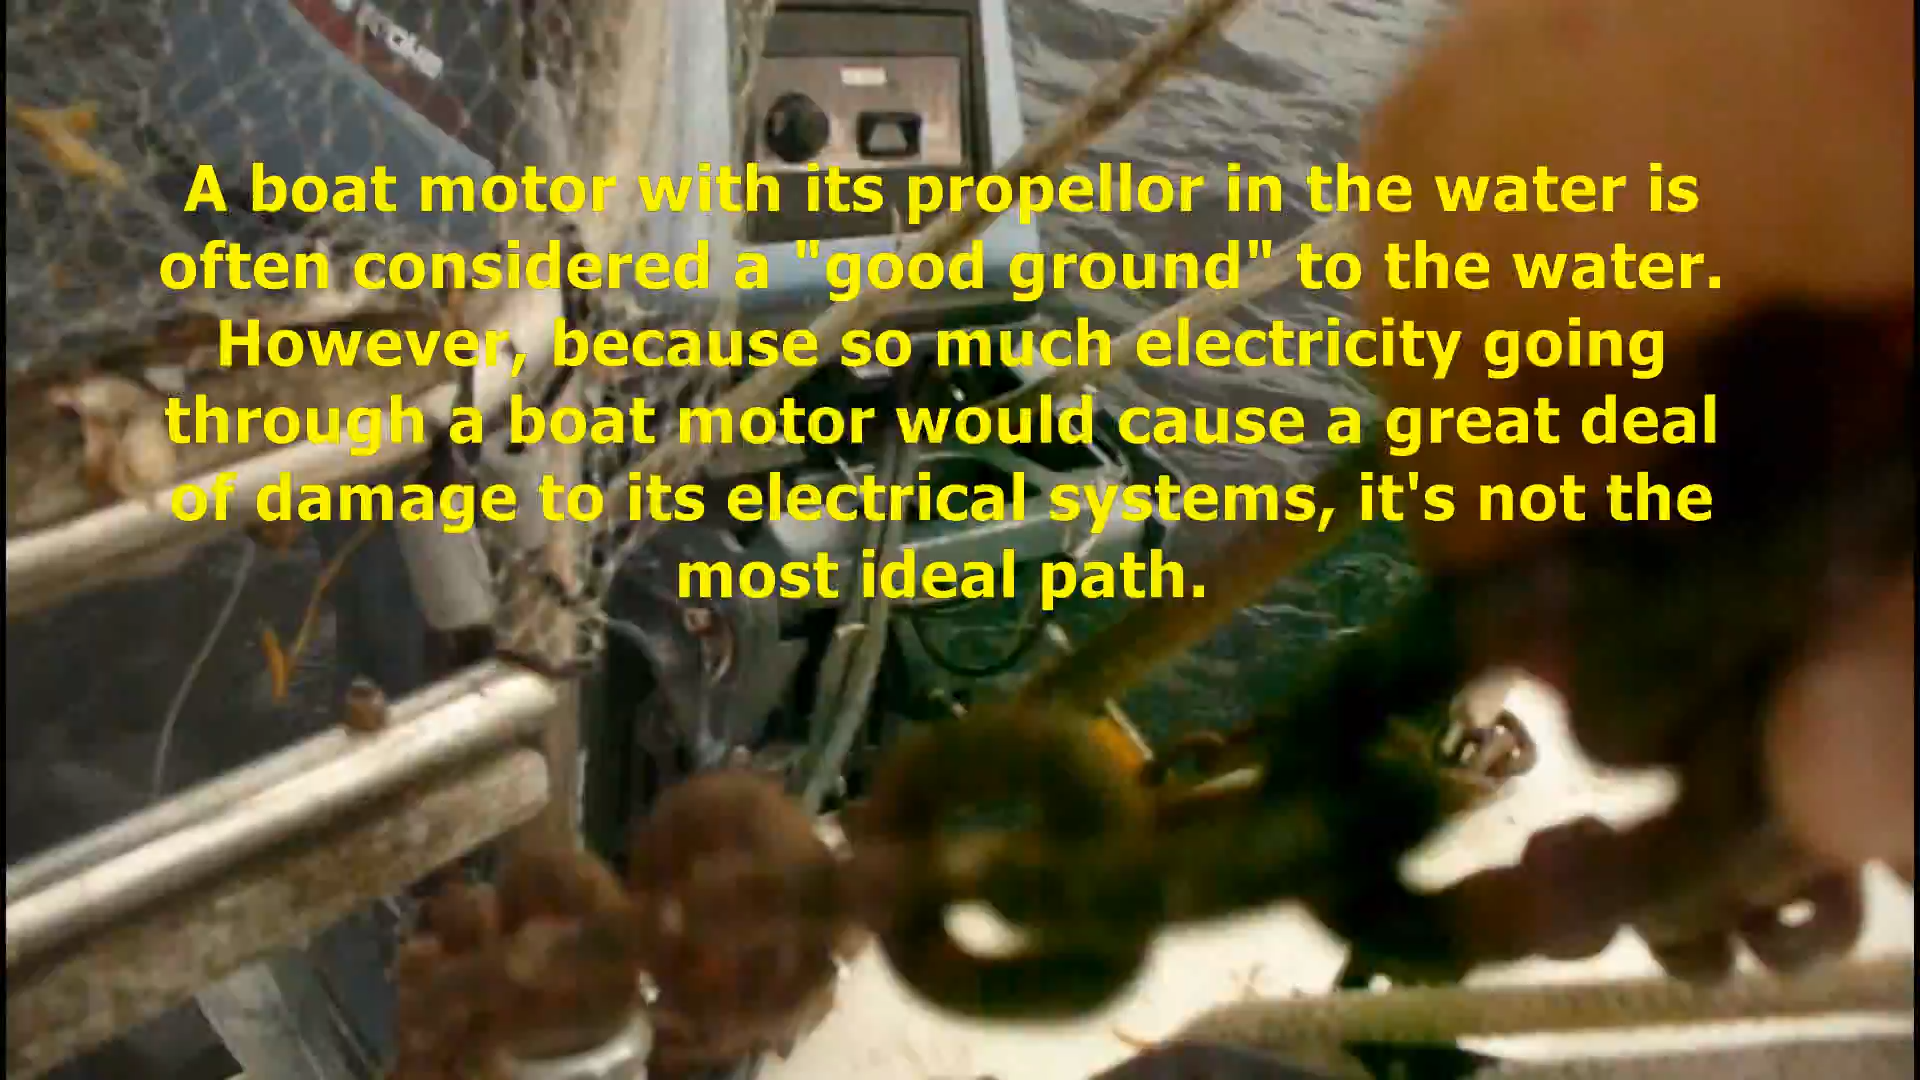 A boat motor with its propellor in the water is
often considered a "good ground" to the water.
However, because so much electricity going
through a boat motor would cause a great deal
of damage to its electrical systems, it's not the
most ideal path.